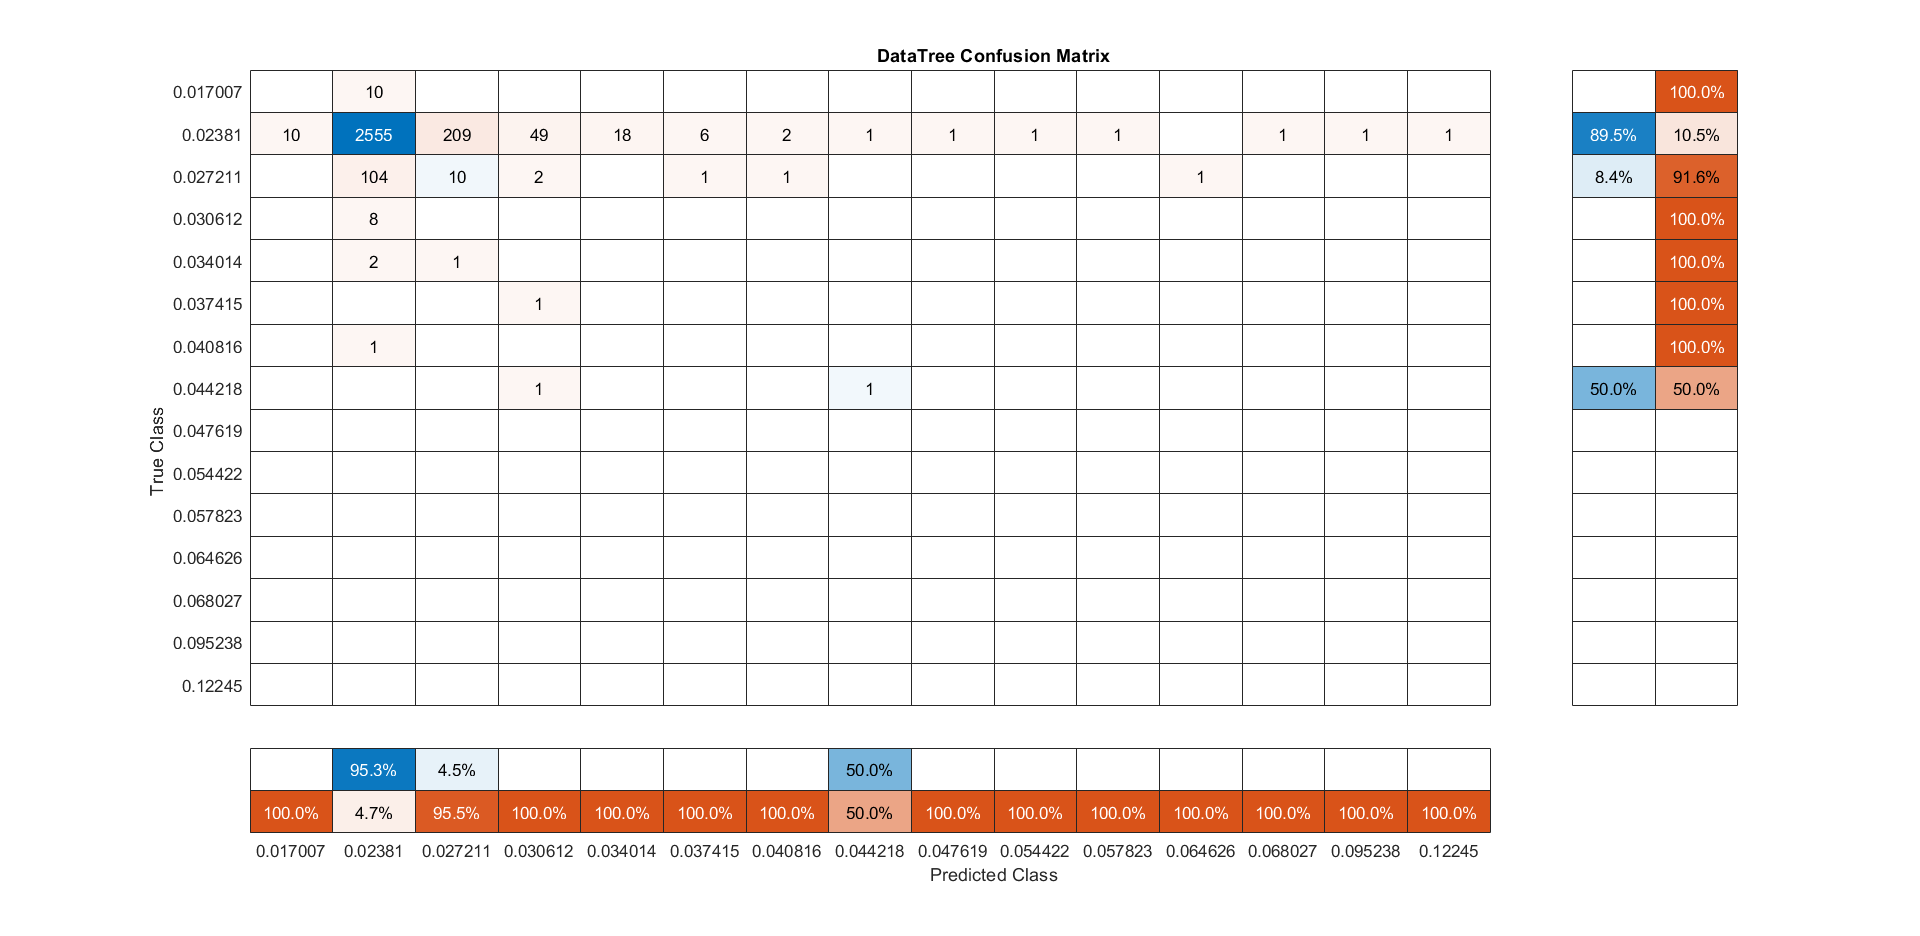 DataTree Confusion Matrix
0.017007 10 100.0%
0.02381 10 2555 209 49 18 6 2 1 1 1 1 1 1 1 89.5% 10.5%
0.027211 104 10 2 1 1 1 8.4% 91.6%
0.030612 8 100.0%
0.034014 2 1 100.0%
0.037415 1 100.0%
0.040816 1 100.0%
0.044218 1 1 50.0% 50.0%
0.047619
0.054422
0.057823
0.064626
0.068027
0.095238
0.12245
True Class
95.3% 4.5% 50.0%
100.0% 4.7% 95.5% 100.0% 100.0% 100.0% 100.0% 50.0% 100.0% 100.0% 100.0% 100.0% 100.0% 100.0% 100.0%
0.017007 0.02381 0.027211 0.030612 0.034014 0.037415 0.040816 0.044218 0.047619 0.054422 0.057823 0.064626 0.068027 0.095238 0.12245
Predicted Class